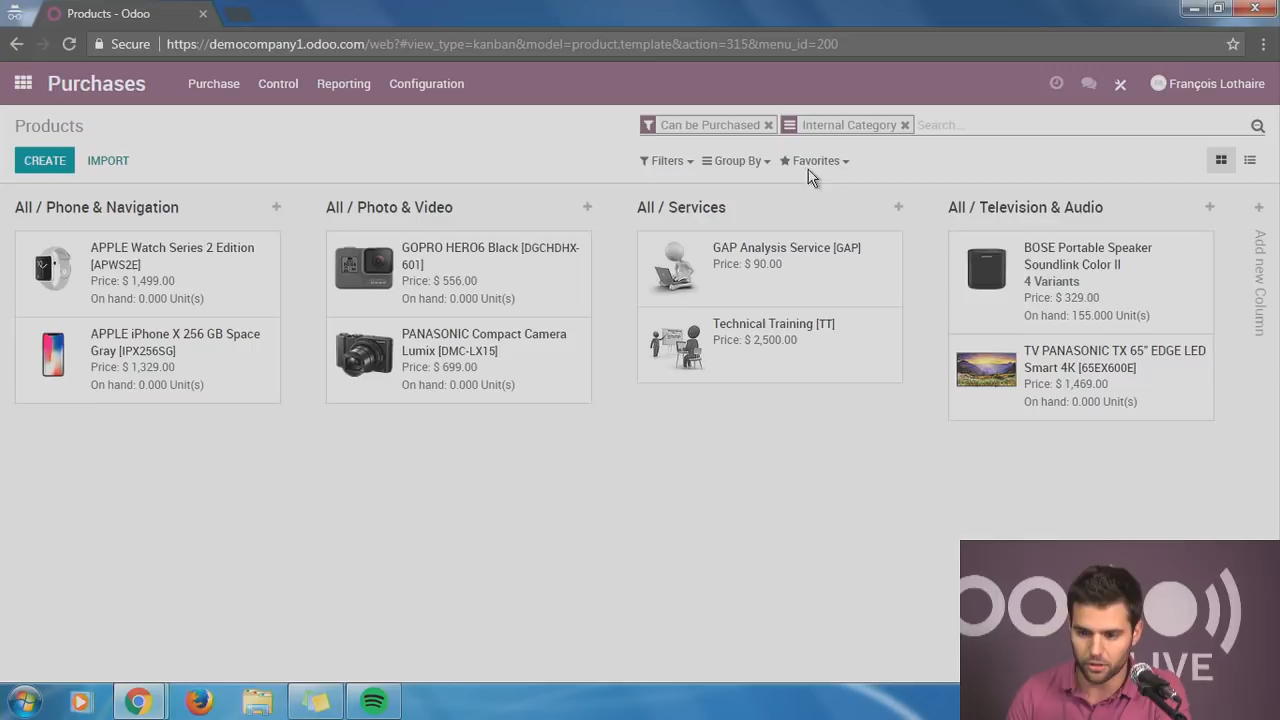 Products - Odoo
Secure
https://democompany1.odoo.com/web?#view_type=kanban&model=product.template&action=315&menu_id=200
Purchases
Purchase
Control
Reporting
Configuration
François Lothaire
Products
Can be Purchased
Internal Category
Search...
CREATE
IMPORT
Filters
Group By
Favorites
All / Phone & Navigation
APPLE Watch Series 2 Edition
[APWS2E]
Price: $ 1,499.00
On hand: 0.000 Unit(s)
APPLE iPhone X 256 GB Space
Gray [IPX256SG]
Price: $ 1,329.00
On hand: 0.000 Unit(s)
All / Photo & Video
GOPRO HERO6 Black [DGCHDHX-
601]
Price: $ 556.00
On hand: 0.000 Unit(s)
PANASONIC Compact Camera
Lumix [DMC-LX15]
Price: $ 699.00
On hand: 0.000 Unit(s)
All / Services
GAP Analysis Service [GAP]
Price: $ 90.00
Technical Training [TT]
Price: $ 2,500.00
All / Television & Audio
BOSE Portable Speaker
Soundlink Color II
4 Variants
Price: $ 329.00
On hand: 155.000 Unit(s)
TV PANASONIC TX 65" EDGE LED
Smart 4K [65EX600E]
Price: $ 1,469.00
On hand: 0.000 Unit(s)
Add new Column